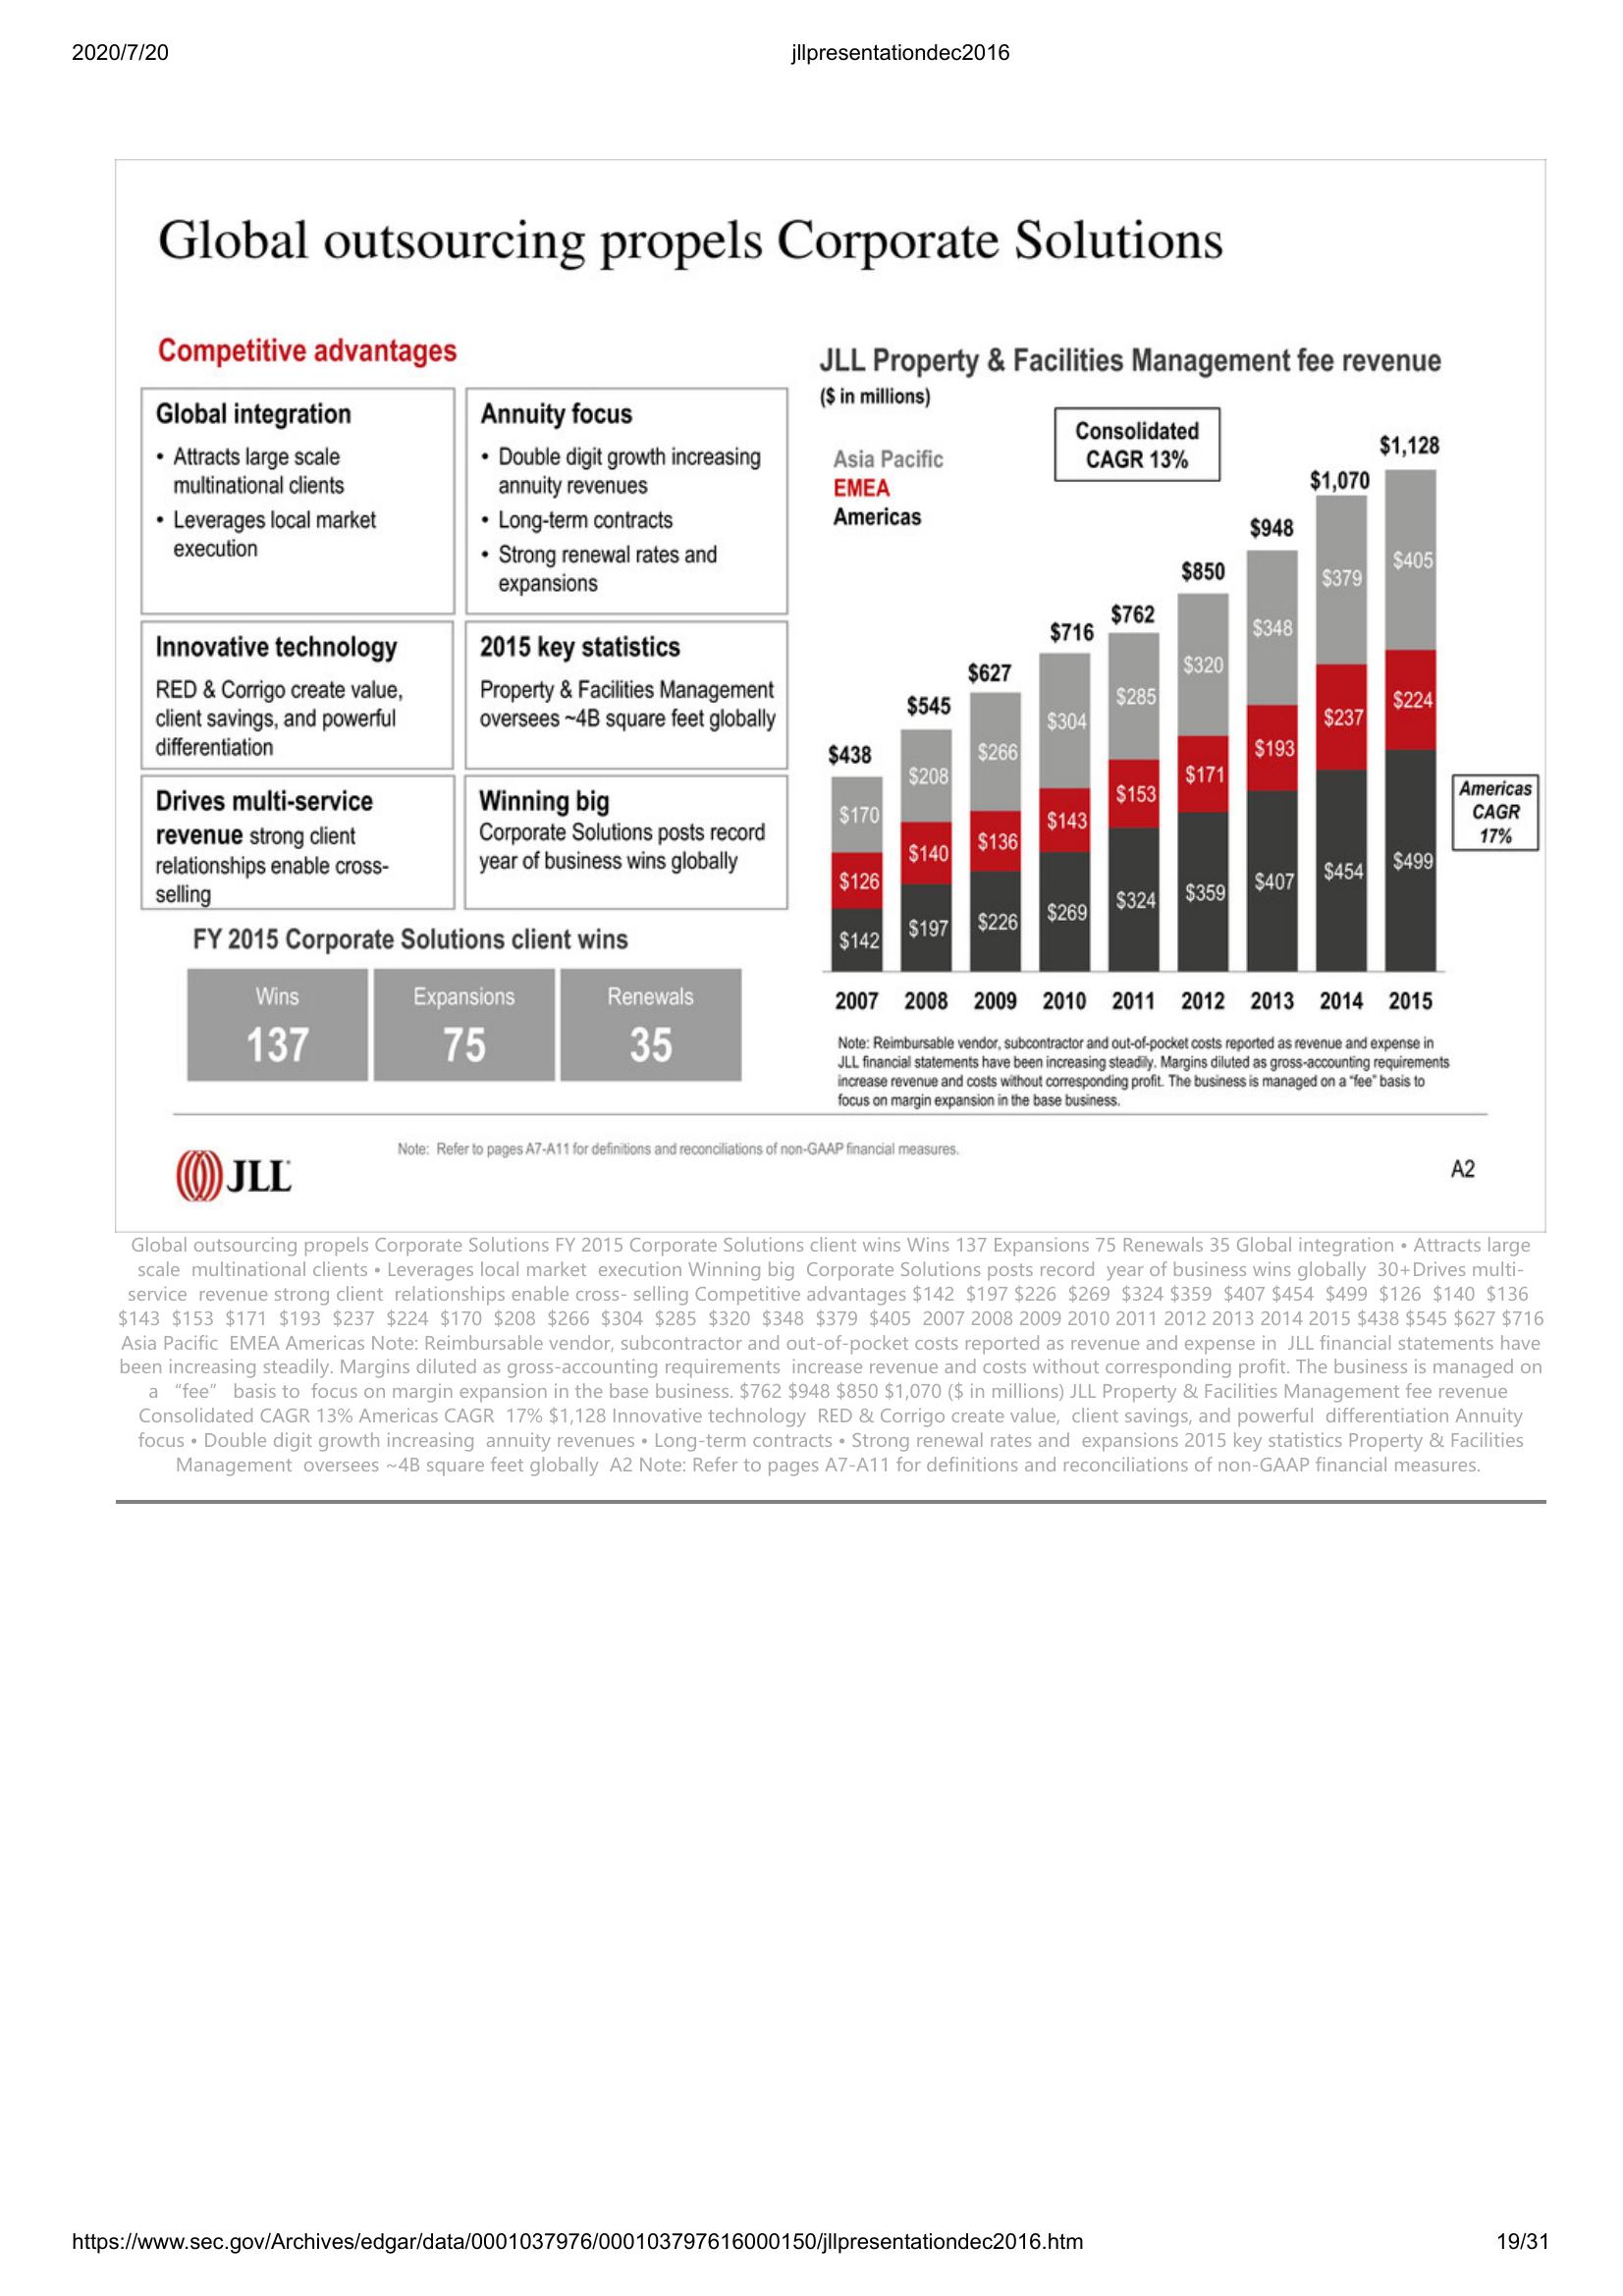 2020/7/20
jllpresentationdec2016
Global outsourcing propels Corporate Solutions
Competitive advantages
Global integration
• Attracts large scale
multinational clients
• Leverages local market
execution
Annuity focus
• Double digit growth increasing
annuity revenues
• Long-term contracts
• Strong renewal rates and
expansions
Innovative technology
RED & Corrigo create value,
client savings, and powerful
differentiation
2015 key statistics
Property & Facilities Management
oversees ~4B square feet globally
Drives multi-service
revenue strong client
relationships enable cross-
selling
Winning big
Corporate Solutions posts record
year of business wins globally
FY 2015 Corporate Solutions client wins
Wins
137
Expansions
75
Renewals
35
JLL Property & Facilities Management fee revenue
($ in millions)
Consolidated
CAGR 13%
Asia Pacific
EMEA
Americas
$438
$545
$627
$716
$762
$850
$948
$1,070
$1,128
$170
$208
$266
$304
$285
$320
$348
$379
$405
$126
$140
$136
$143
$153
$171
$193
$237
$224
$142
$197
$226
$269
$324
$359
$407
$454
$499
Americas
CAGR
17%
2007 2008 2009 2010 2011 2012 2013 2014 2015
Note: Reimbursable vendor, subcontractor and out-of-pocket costs reported as revenue and expense in
JLL financial statements have been increasing steadily. Margins diluted as gross-accounting requirements
increase revenue and costs without corresponding profit. The business is managed on a “fee” basis to
focus on margin expansion in the base business.
Note: Refer to pages A7-A11 for definitions and reconciliations of non-GAAP financial measures.
JLL
A2
Global outsourcing propels Corporate Solutions FY 2015 Corporate Solutions client wins Wins 137 Expansions 75 Renewals 35 Global integration • Attracts large
scale multinational clients • Leverages local market execution Winning big Corporate Solutions posts record year of business wins globally 30+Drives multi-
service revenue strong client relationships enable cross- selling Competitive advantages $142 $197 $226 $269 $324 $359 $407 $454 $499 $126 $140 $136
$143 $153 $171 $193 $237 $224 $170 $208 $266 $304 $285 $320 $348 $379 $405 2007 2008 2009 2010 2011 2012 2013 2014 2015 $438 $545 $627 $716
Asia Pacific EMEA Americas Note: Reimbursable vendor, subcontractor and out-of-pocket costs reported as revenue and expense in JLL financial statements have
been increasing steadily. Margins diluted as gross-accounting requirements increase revenue and costs without corresponding profit. The business is managed on
a “fee” basis to focus on margin expansion in the base business. $762 $948 $850 $1,070 ($ in millions) JLL Property & Facilities Management fee revenue
Consolidated CAGR 13% Americas CAGR 17% $1,128 Innovative technology RED & Corrigo create value, client savings, and powerful differentiation Annuity
focus • Double digit growth increasing annuity revenues • Long-term contracts • Strong renewal rates and expansions 2015 key statistics Property & Facilities
Management oversees ~4B square feet globally A2 Note: Refer to pages A7-A11 for definitions and reconciliations of non-GAAP financial measures.
https://www.sec.gov/Archives/edgar/data/0001037976/000103797616000150/jllpresentationdec2016.htm
19/31